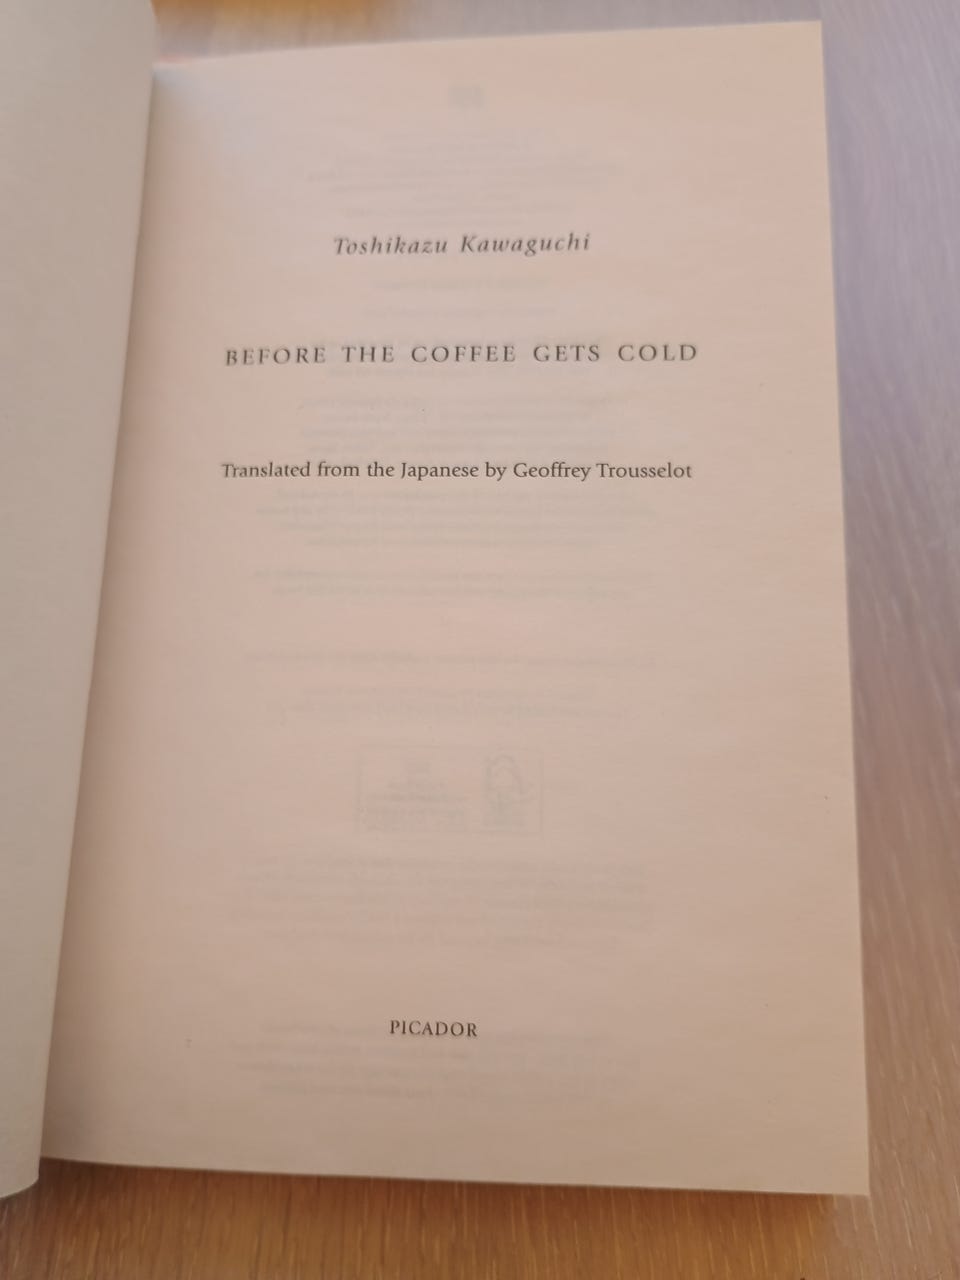 Toshikazu Kawaguchi
BEFORE THE COFFEE GETS COLD
Translated from the Japanese by Geoffrey Trousselot
PICADOR